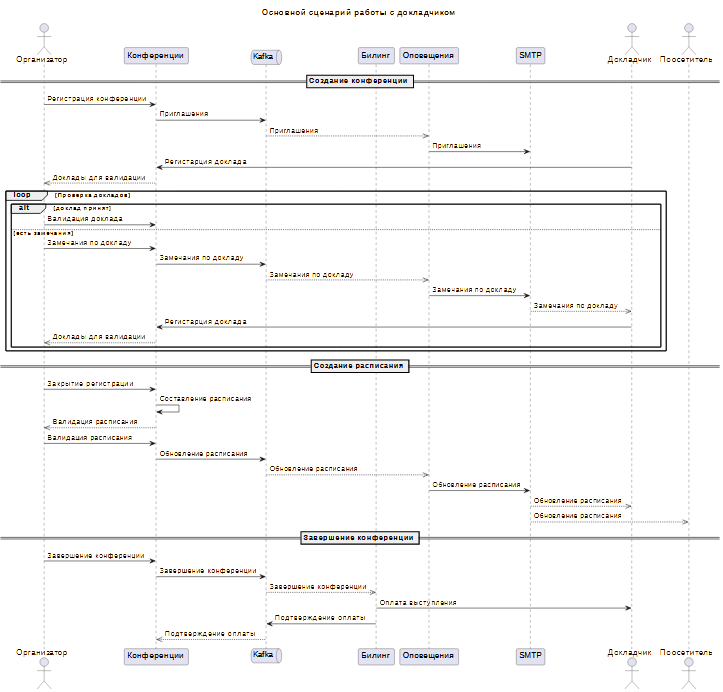 Основной сценарий работы с докладчиком
Организатор
Конференции
Kafka
Билинг
Оповещения
SMTP
Докладчик
Посетитель
Создание конференции
Регистрация конференции
Приглашения
Приглашения
Приглашения
Регистарция доклада
Доклады для валидации
loop [Проверка докладов]
alt [доклад принят]
Валидация доклада
[есть замечания]
Замечания по докладу
Замечания по докладу
Замечания по докладу
Замечания по докладу
Замечания по докладу
Регистарция доклада
Доклады для валидации
Создание расписания
Закрытие регистрации
Составление расписания
Валидация расписания
Валидация расписания
Обновление расписания
Обновление расписания
Обновление расписания
Обновление расписания
Обновление расписания
Завершение конференции
Завершение конференции
Завершение конференции
Завершение конференции
Оплата выступления
Подтверждение оплаты
Подтверждение оплаты
Организатор
Конференции
Kafka
Билинг
Оповещения
SMTP
Докладчик
Посетитель